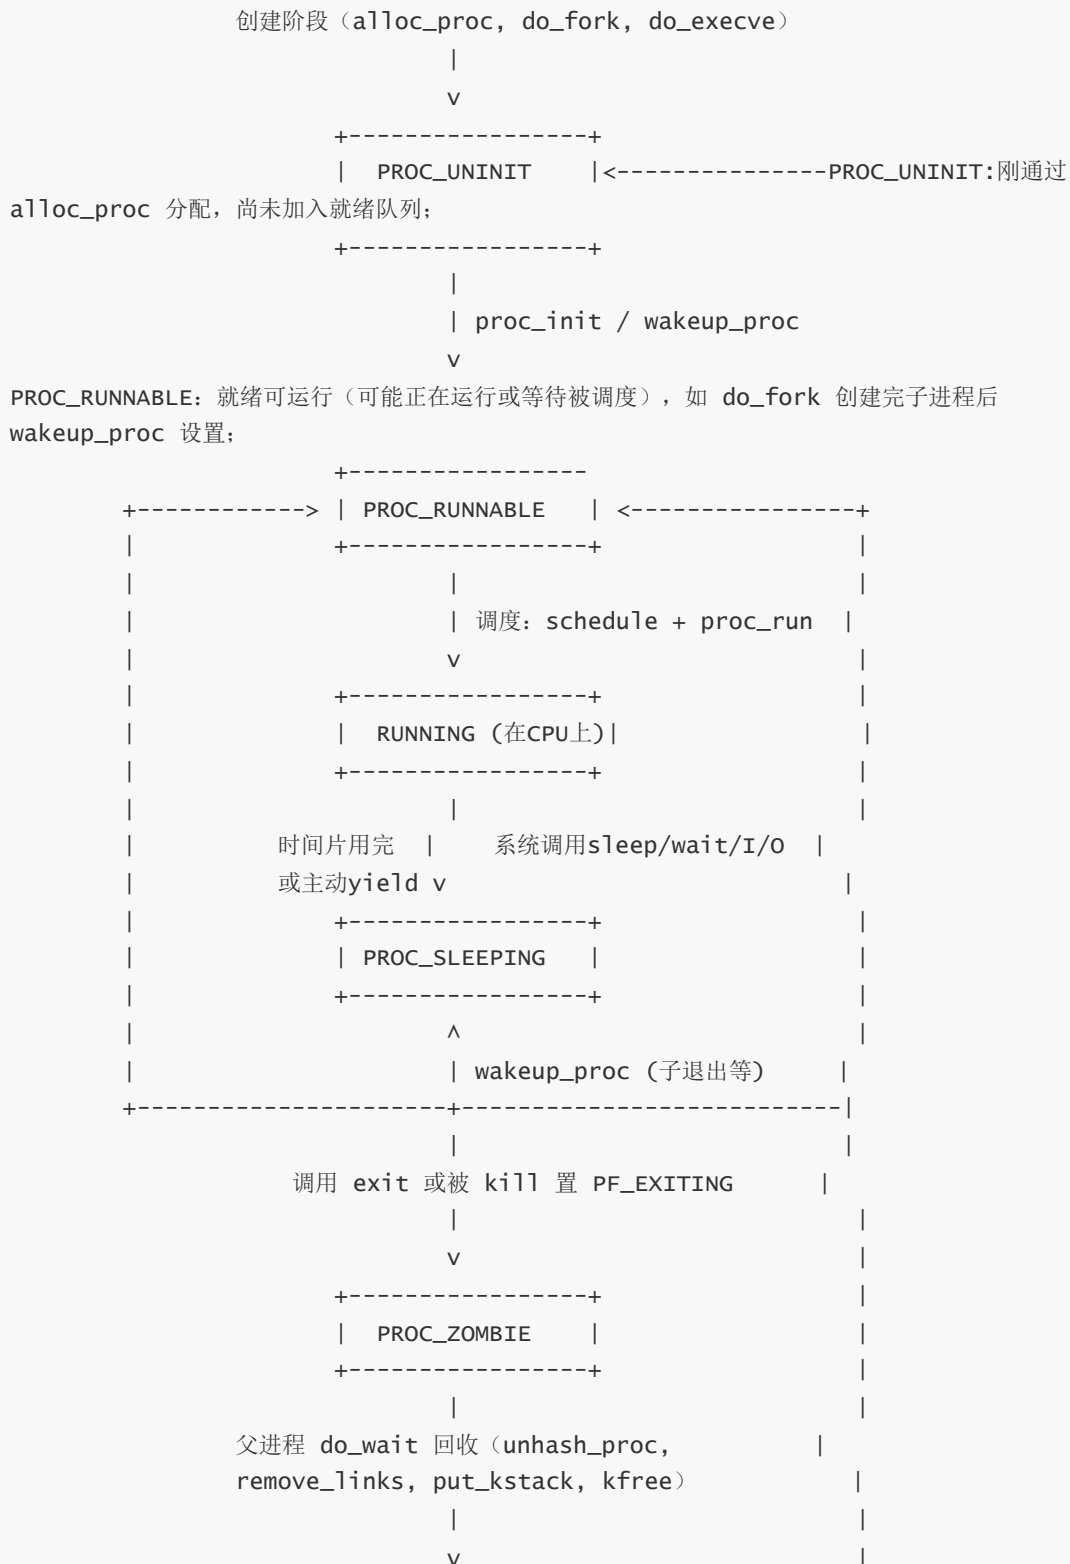 创建阶段（alloc_proc, do_fork, do_execve）
|
v
+-----------------+
|  PROC_UNINIT    |<---------------PROC_UNINIT:刚通过
alloc_proc 分配，尚未加入就绪队列；
+-----------------+
|
| proc_init / wakeup_proc
v
PROC_RUNNABLE：就绪可运行（可能正在运行或等待被调度），如 do_fork 创建完子进程后
wakeup_proc 设置；
+-----------------
+------------> | PROC_RUNNABLE   | <----------------+
|              +-----------------+                  |
|                      |                            |
|                      | 调度：schedule + proc_run  |
|                      v                            |
|              +-----------------+                  |
|              |  RUNNING (在CPU上)|                 |
|              +-----------------+                  |
|                      |                            |
|          时间片用完  |    系统调用sleep/wait/I/O  |
|          或主动yield v                            |
|              +-----------------+                  |
|              | PROC_SLEEPING   |                  |
|              +-----------------+                  |
|                      ^                            |
|                      | wakeup_proc (子退出等)     |
+----------------------+---------------------------|
|                           |
调用 exit 或被 kill 置 PF_EXITING      |
|                            |
v                            |
+-----------------+                  |
|  PROC_ZOMBIE    |                  |
+-----------------+                  |
|                            |
父进程 do_wait 回收（unhash_proc,          |
remove_links, put_kstack, kfree）           |
|                            |
v                            |